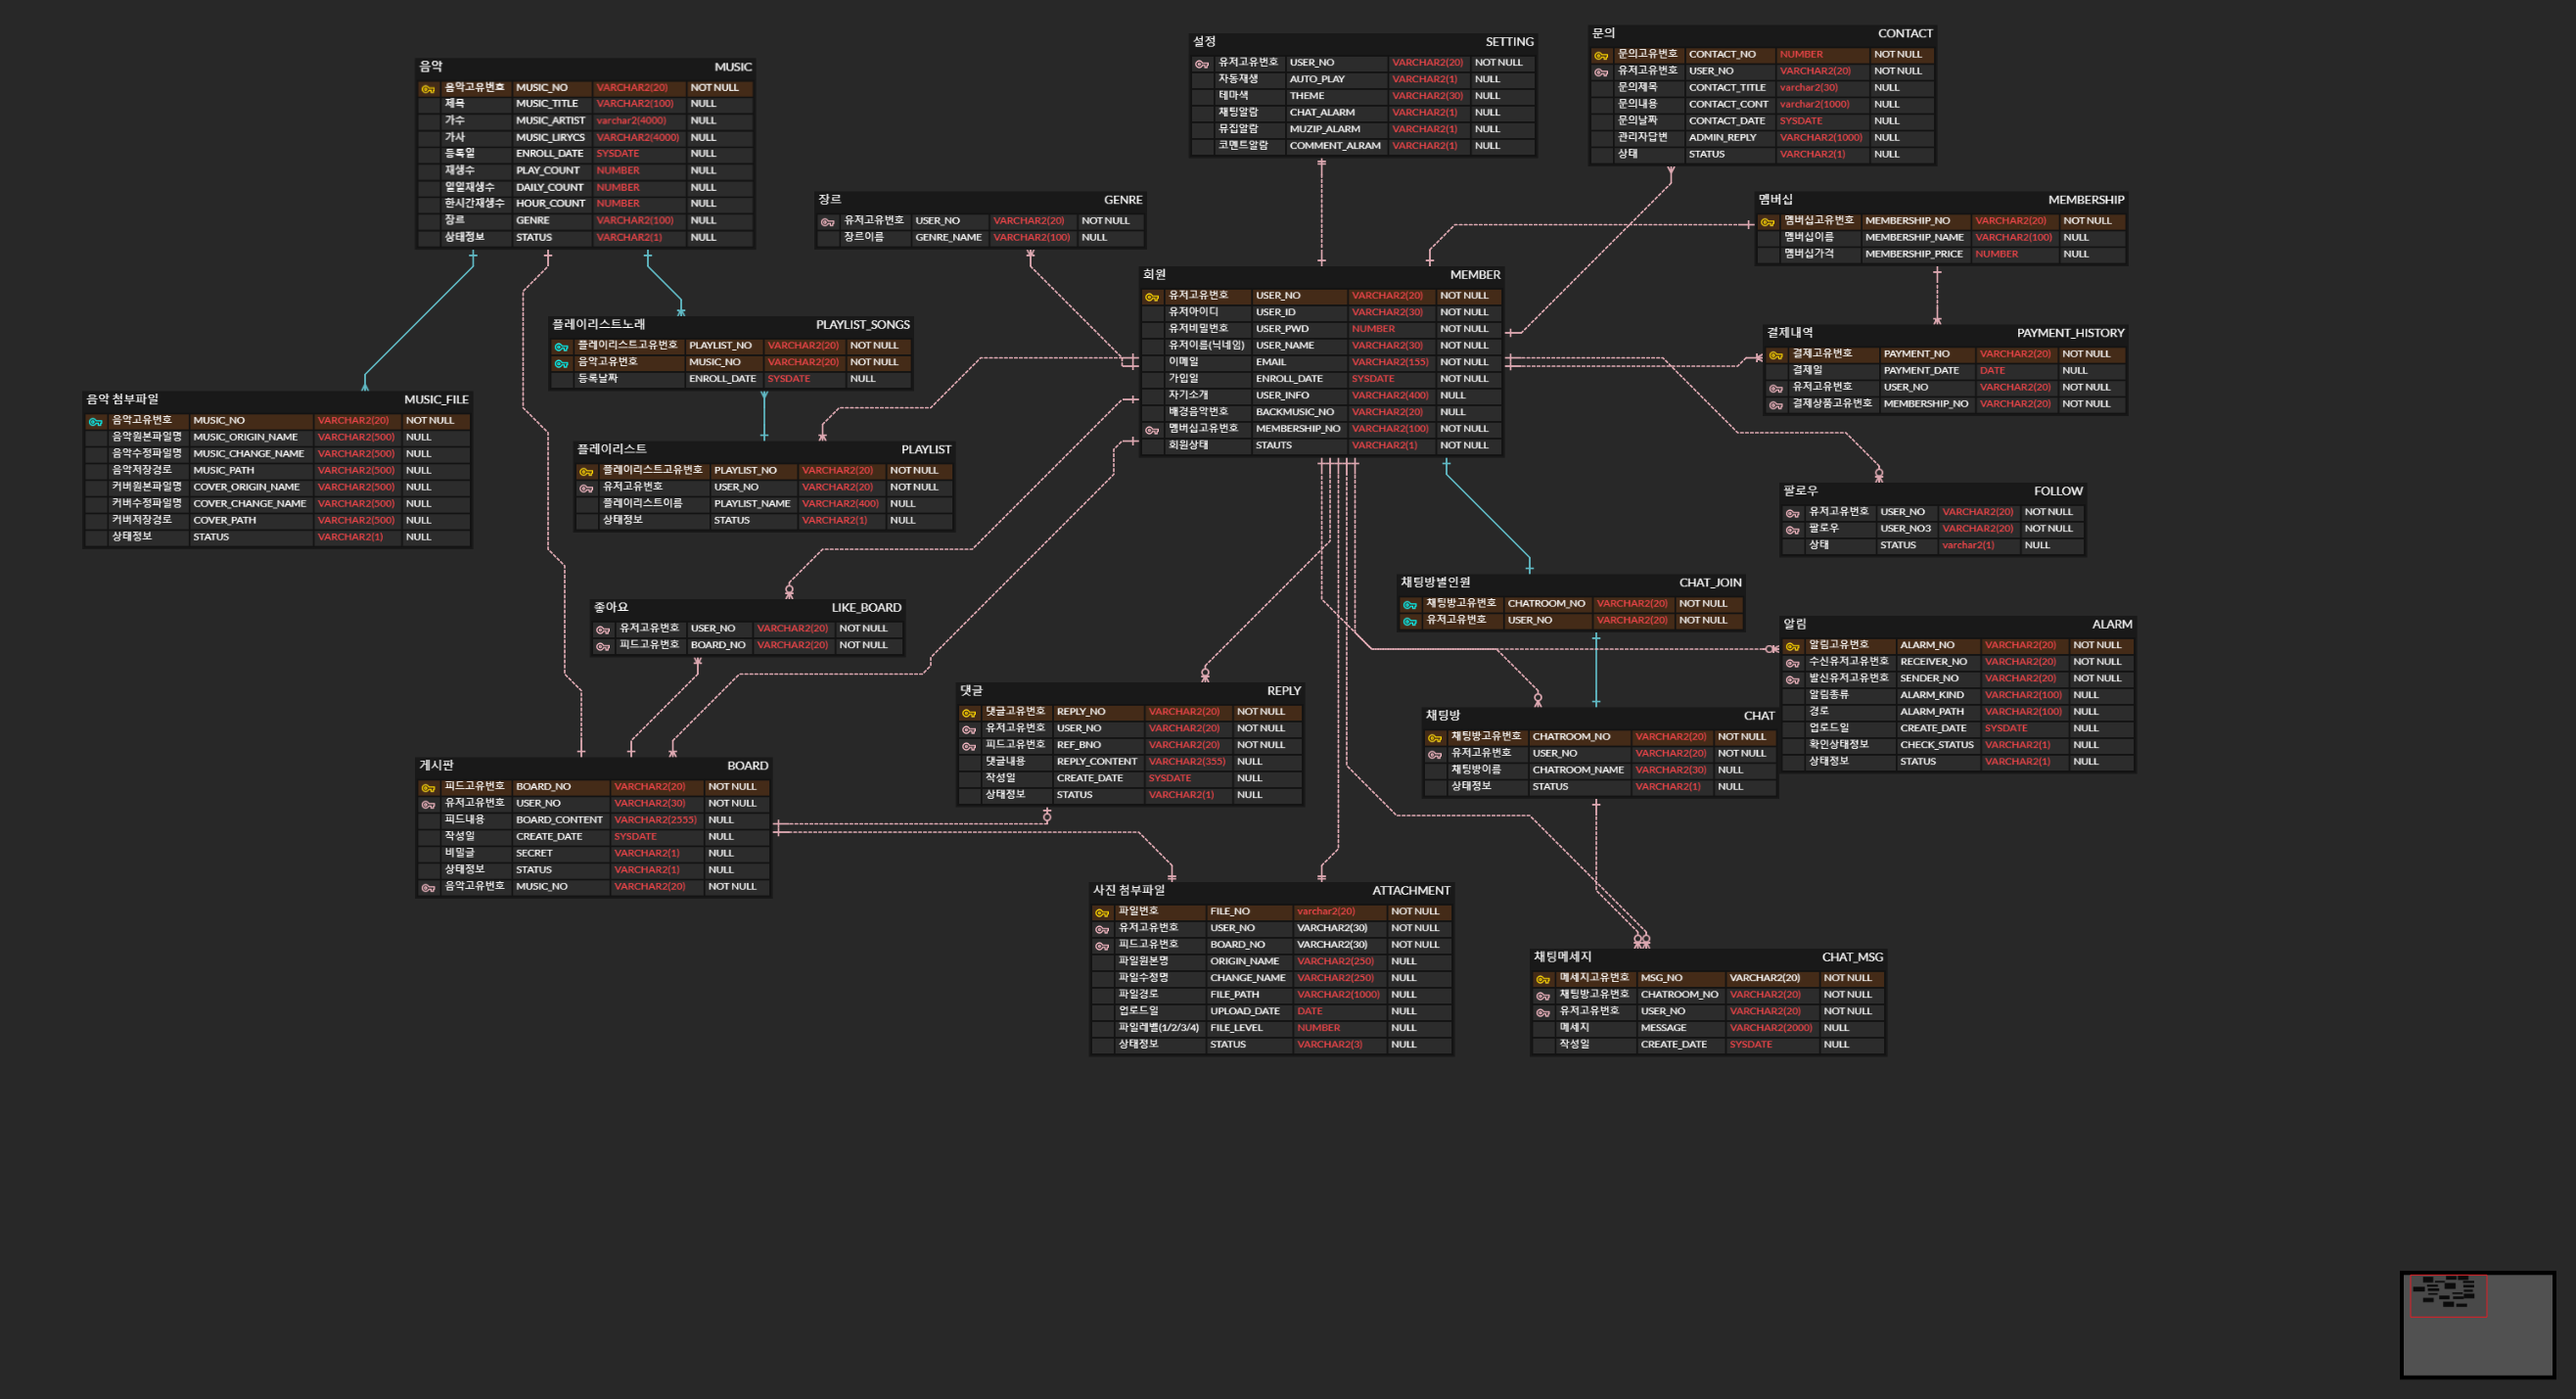 음악 MUSIC
음악고유번호 MUSIC_NO VARCHAR2(20) NOT NULL
제목 MUSIC_TITLE VARCHAR2(100) NULL
가수 MUSIC_ARTIST varchar2(4000) NULL
가사 MUSIC_LIRYCS VARCHAR2(4000) NULL
등록일 ENROLL_DATE SYSDATE NULL
재생수 PLAY_COUNT NUMBER NULL
일일재생수 DAILY_COUNT NUMBER NULL
한시간재생수 HOUR_COUNT NUMBER NULL
장르 GENRE VARCHAR2(100) NULL
상태정보 STATUS VARCHAR2(1) NULL
설정 SETTING
유저고유번호 USER_NO VARCHAR2(20) NOT NULL
자동재생 AUTO_PLAY VARCHAR2(1) NULL
테마색 THEME VARCHAR2(30) NULL
채팅알람 CHAT_ALARM VARCHAR2(1) NULL
뮤집알람 MUZIP_ALARM VARCHAR2(1) NULL
코멘트알람 COMMENT_ALRAM VARCHAR2(1) NULL
문의 CONTACT
문의고유번호 CONTACT_NO NUMBER NOT NULL
유저고유번호 USER_NO VARCHAR2(20) NOT NULL
문의제목 CONTACT_TITLE varchar2(30) NULL
문의내용 CONTACT_CONT varchar2(1000) NULL
문의날짜 CONTACT_DATE SYSDATE NULL
관리자답변 ADMIN_REPLY VARCHAR2(1000) NULL
상태 STATUS VARCHAR2(1) NULL
장르 GENRE
유저고유번호 USER_NO VARCHAR2(20) NOT NULL
장르이름 GENRE_NAME VARCHAR2(100) NULL
멤버십 MEMBERSHIP
멤버십고유번호 MEMBERSHIP_NO VARCHAR2(20) NOT NULL
멤버십이름 MEMBERSHIP_NAME VARCHAR2(100) NULL
멤버십가격 MEMBERSHIP_PRICE NUMBER NULL
회원 MEMBER
유저고유번호 USER_NO VARCHAR2(20) NOT NULL
유저아이디 USER_ID VARCHAR2(30) NOT NULL
유저비밀번호 USER_PWD NUMBER NOT NULL
유저이름(닉네임) USER_NAME VARCHAR2(30) NOT NULL
이메일 EMAIL VARCHAR2(155) NOT NULL
가입일 ENROLL_DATE SYSDATE NOT NULL
자기소개 USER_INFO VARCHAR2(400) NULL
배경음악번호 BACKMUSIC_NO VARCHAR2(20) NULL
멤버십고유번호 MEMBERSHIP_NO VARCHAR2(100) NOT NULL
회원상태 STAUTS VARCHAR2(1) NOT NULL
플레이리스트노래 PLAYLIST_SONGS
플레이리스트고유번호 PLAYLIST_NO VARCHAR2(20) NOT NULL
음악고유번호 MUSIC_NO VARCHAR2(20) NOT NULL
등록날짜 ENROLL_DATE SYSDATE NULL
결제내역 PAYMENT_HISTORY
결제고유번호 PAYMENT_NO VARCHAR2(20) NOT NULL
결제일 PAYMENT_DATE DATE NULL
유저고유번호 USER_NO VARCHAR2(20) NOT NULL
결제상품고유번호 MEMBERSHIP_NO VARCHAR2(20) NOT NULL
음악 첨부파일 MUSIC_FILE
음악고유번호 MUSIC_NO VARCHAR2(20) NOT NULL
음악원본파일명 MUSIC_ORIGIN_NAME VARCHAR2(500) NULL
음악수정파일명 MUSIC_CHANGE_NAME VARCHAR2(500) NULL
음악저장경로 MUSIC_PATH VARCHAR2(500) NULL
커버원본파일명 COVER_ORIGIN_NAME VARCHAR2(500) NULL
커버수정파일명 COVER_CHANGE_NAME VARCHAR2(500) NULL
커버저장경로 COVER_PATH VARCHAR2(500) NULL
상태정보 STATUS VARCHAR2(1) NULL
플레이리스트 PLAYLIST
플레이리스트고유번호 PLAYLIST_NO VARCHAR2(20) NOT NULL
유저고유번호 USER_NO VARCHAR2(20) NOT NULL
플레이리스트이름 PLAYLIST_NAME VARCHAR2(400) NULL
상태정보 STATUS VARCHAR2(1) NULL
팔로우 FOLLOW
유저고유번호 USER_NO VARCHAR2(20) NOT NULL
팔로우 USER_NO3 VARCHAR2(20) NOT NULL
상태 STATUS varchar2(1) NULL
채팅방별인원 CHAT_JOIN
채팅방고유번호 CHATROOM_NO VARCHAR2(20) NOT NULL
유저고유번호 USER_NO VARCHAR2(20) NOT NULL
좋아요 LIKE_BOARD
유저고유번호 USER_NO VARCHAR2(20) NOT NULL
피드고유번호 BOARD_NO VARCHAR2(20) NOT NULL
알림 ALARM
알림고유번호 ALARM_NO VARCHAR2(20) NOT NULL
수신유저고유번호 RECEIVER_NO VARCHAR2(20) NOT NULL
발신유저고유번호 SENDER_NO VARCHAR2(20) NOT NULL
알림종류 ALARM_KIND VARCHAR2(100) NULL
경로 ALARM_PATH VARCHAR2(100) NULL
업로드일 CREATE_DATE SYSDATE NULL
확인상태정보 CHECK_STATUS VARCHAR2(1) NULL
상태정보 STATUS VARCHAR2(1) NULL
댓글 REPLY
댓글고유번호 REPLY_NO VARCHAR2(20) NOT NULL
유저고유번호 USER_NO VARCHAR2(20) NOT NULL
피드고유번호 REF_BNO VARCHAR2(20) NOT NULL
댓글내용 REPLY_CONTENT VARCHAR2(355) NULL
작성일 CREATE_DATE SYSDATE NULL
상태정보 STATUS VARCHAR2(1) NULL
채팅방 CHAT
채팅방고유번호 CHATROOM_NO VARCHAR2(20) NOT NULL
유저고유번호 USER_NO VARCHAR2(20) NOT NULL
채팅방이름 CHATROOM_NAME VARCHAR2(30) NULL
상태정보 STATUS VARCHAR2(1) NULL
게시판 BOARD
피드고유번호 BOARD_NO VARCHAR2(20) NOT NULL
유저고유번호 USER_NO VARCHAR2(30) NOT NULL
피드내용 BOARD_CONTENT VARCHAR2(2555) NULL
작성일 CREATE_DATE SYSDATE NULL
비밀글 SECRET VARCHAR2(1) NULL
상태정보 STATUS VARCHAR2(1) NULL
음악고유번호 MUSIC_NO VARCHAR2(20) NOT NULL
사진 첨부파일 ATTACHMENT
파일번호 FILE_NO varchar2(20) NOT NULL
유저고유번호 USER_NO VARCHAR2(30) NOT NULL
피드고유번호 BOARD_NO VARCHAR2(30) NOT NULL
파일원본명 ORIGIN_NAME VARCHAR2(250) NULL
파일수정명 CHANGE_NAME VARCHAR2(250) NULL
파일경로 FILE_PATH VARCHAR2(1000) NULL
업로드일 UPLOAD_DATE DATE NULL
파일레벨(1/2/3/4) FILE_LEVEL NUMBER NULL
상태정보 STATUS VARCHAR2(3) NULL
채팅메세지 CHAT_MSG
메세지고유번호 MSG_NO VARCHAR2(20) NOT NULL
채팅방고유번호 CHATROOM_NO VARCHAR2(20) NOT NULL
유저고유번호 USER_NO VARCHAR2(20) NOT NULL
메세지 MESSAGE VARCHAR2(2000) NULL
작성일 CREATE_DATE SYSDATE NULL